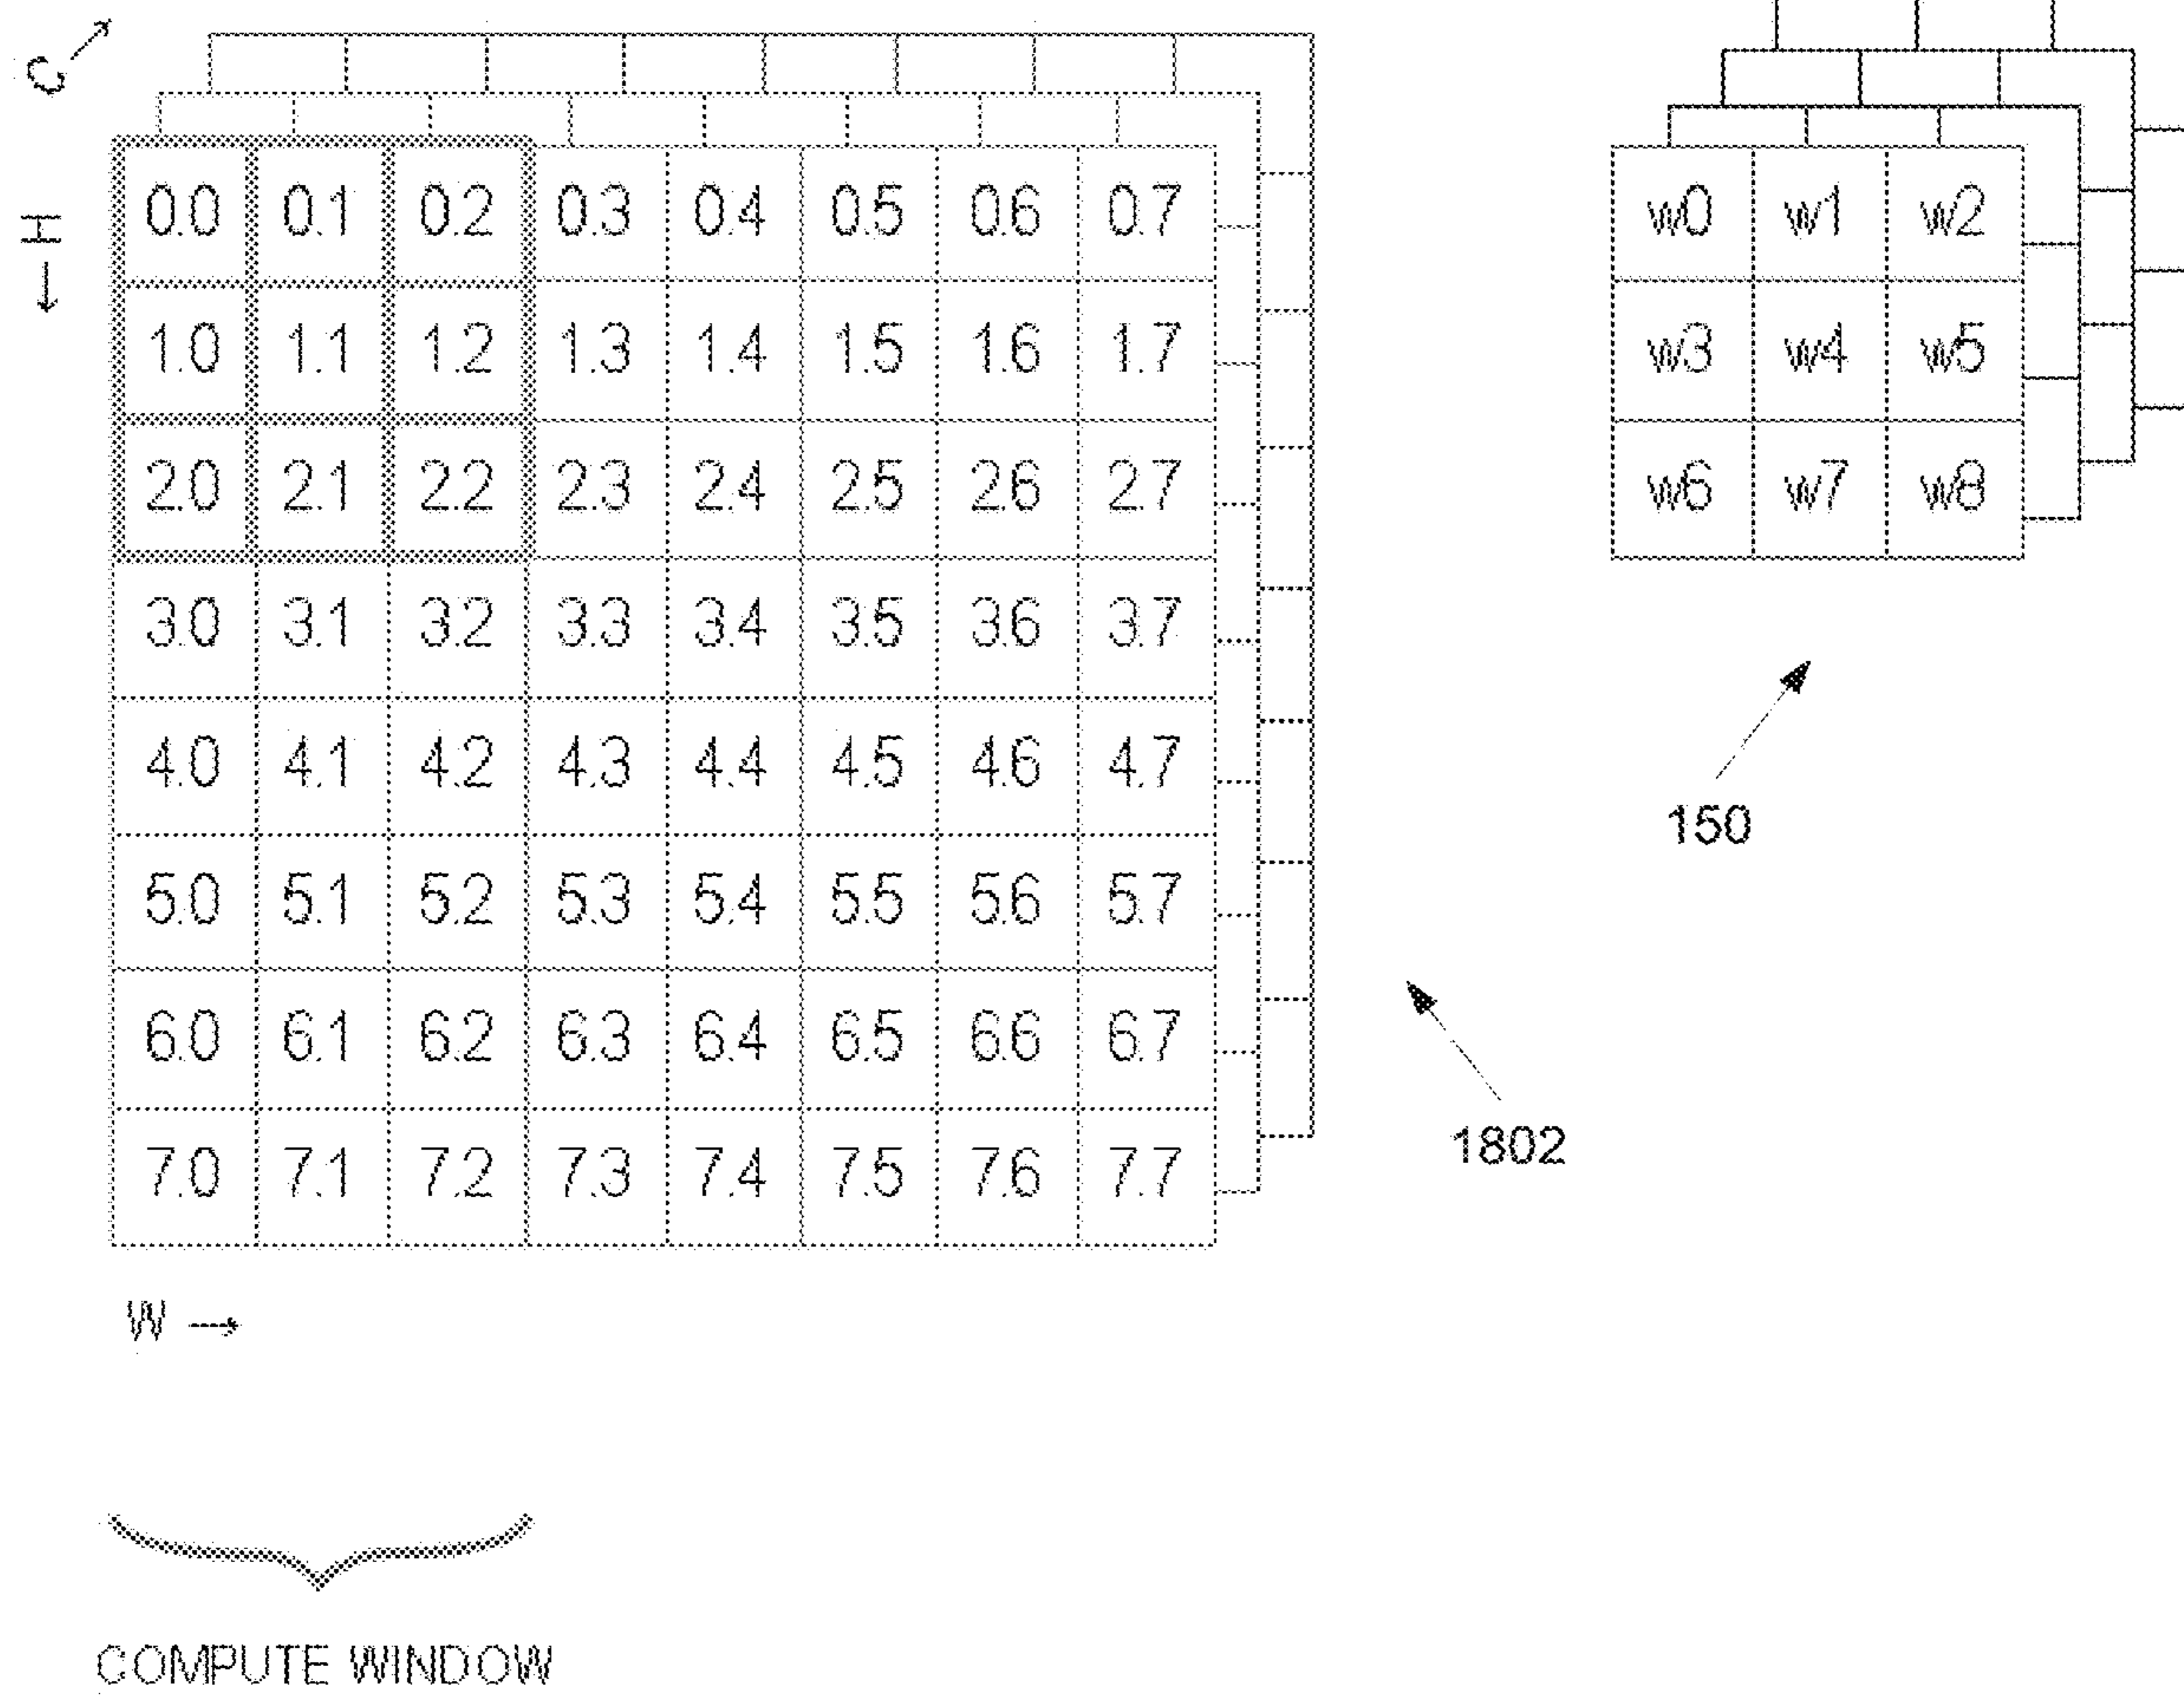 C
H
0.0 0.1 0.2 0.3 0.4 0.5 0.6 0.7
1.0 1.1 1.2 1.3 1.4 1.5 1.6 1.7
2.0 2.1 2.2 2.3 2.4 2.5 2.6 2.7
3.0 3.1 3.2 3.3 3.4 3.5 3.6 3.7
4.0 4.1 4.2 4.3 4.4 4.5 4.6 4.7
5.0 5.1 5.2 5.3 5.4 5.5 5.6 5.7
6.0 6.1 6.2 6.3 6.4 6.5 6.6 6.7
7.0 7.1 7.2 7.3 7.4 7.5 7.6 7.7
W
COMPUTE WINDOW
w0 w1 w2
w3 w4 w5
w6 w7 w8
150
1802